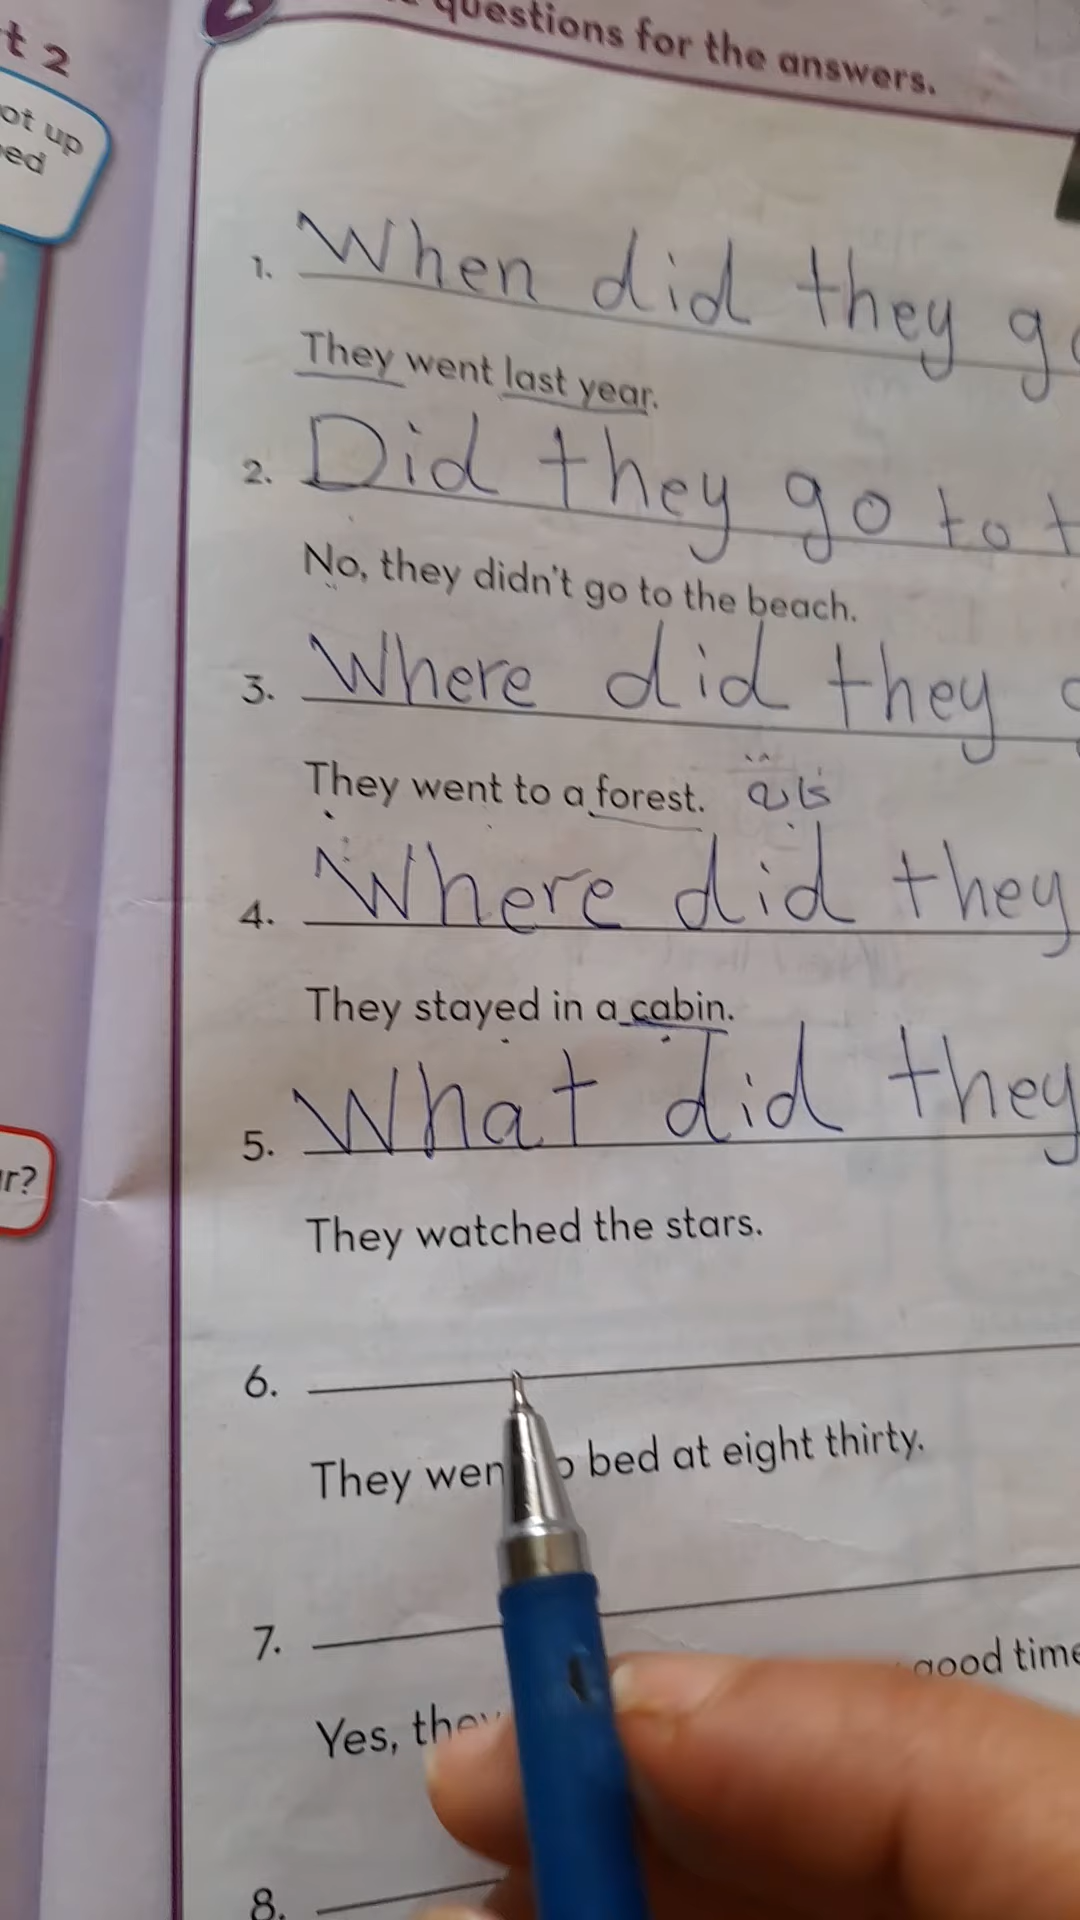 t 2
ot up
ed
questions for the answers.
1. When did they go
They went last year.
2. Did they go to t
No, they didn't go to the beach.
3. Where did they
They went to a forest.
4. Where did they
They stayed in a cabin.
5. What did they
r?
They watched the stars.
6.
They went bed at eight thirty.
7.
good time
Yes, they
8.